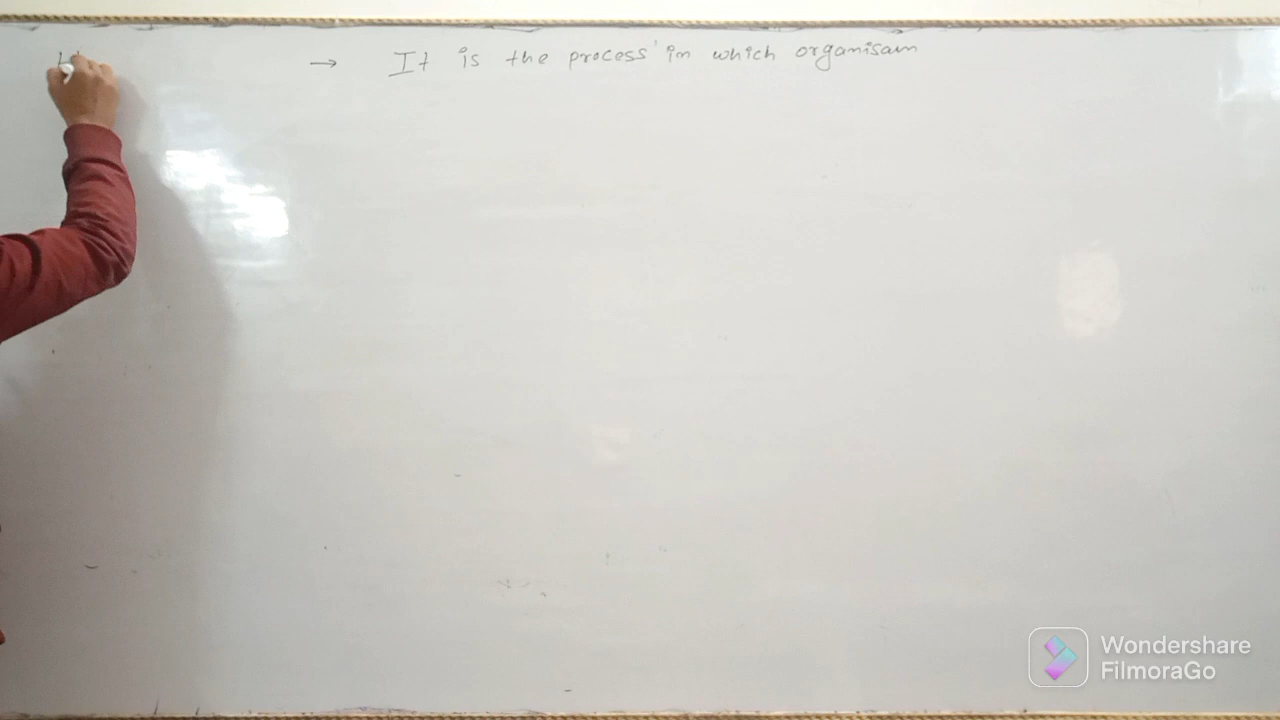 → It is the process in which organisam
Wondershare
FilmoraGo